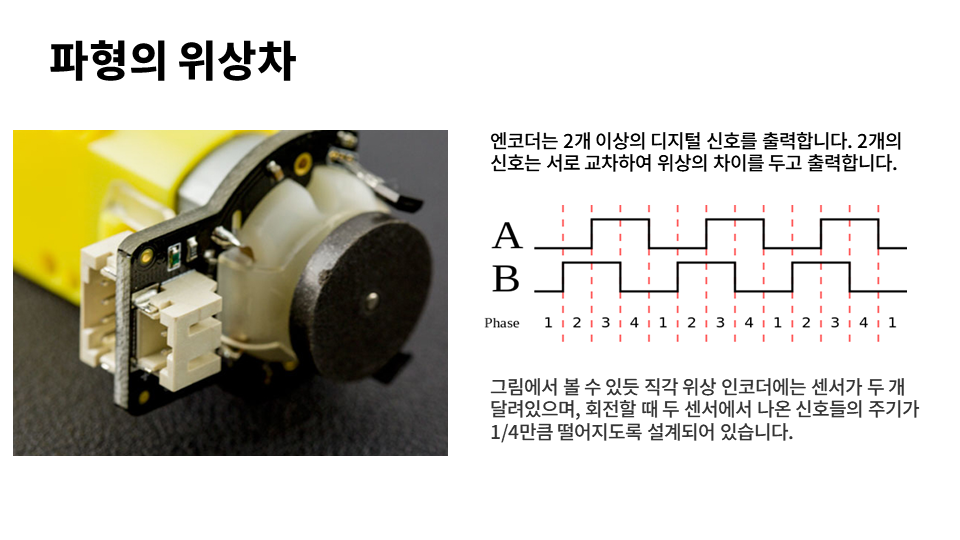 파형의 위상차
엔코더는 2개 이상의 디지털 신호를 출력합니다. 2개의
신호는 서로 교차하여 위상의 차이를 두고 출력합니다.
A
B
Phase 1 2 3 4 1 2 3 4 1 2 3 4 1
그림에서 볼 수 있듯 직각 위상 인코더에는 센서가 두 개
달려있으며, 회전할 때 두 센서에서 나온 신호들의 주기가
1/4만큼 떨어지도록 설계되어 있습니다.